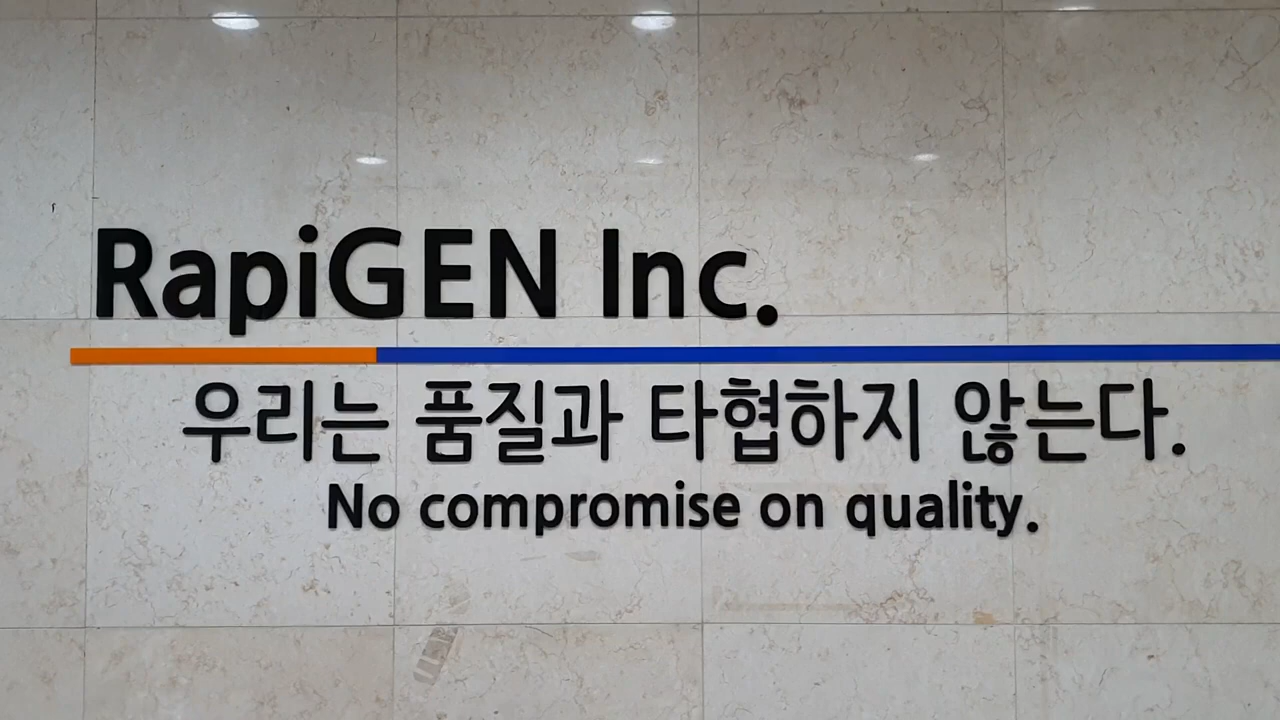 RapiGEN Inc.
우리는 품질과 타협하지 않는다.
No compromise on quality.